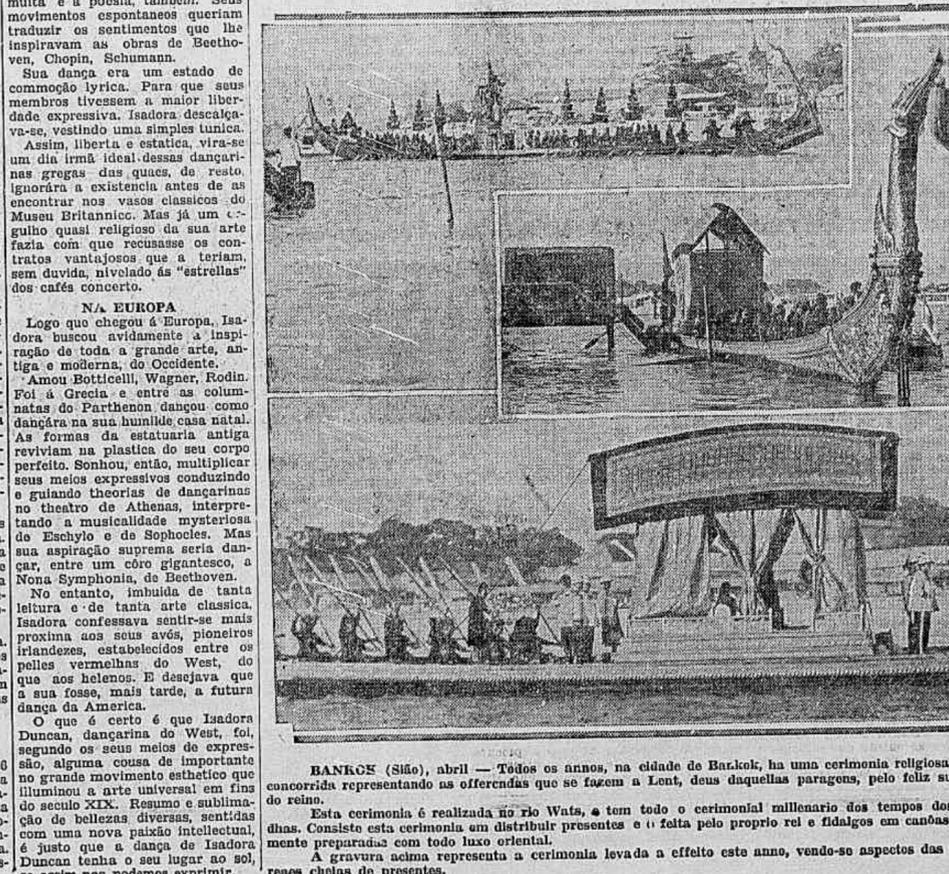 muita e a poesia, tambem. Seus
movimentos espontaneos queriam
traduzir os sentimentos que lhe
inspiravam as obras de Beetho-
ven, Chopin, Schumann.
Sua dança era um estado de
commoção lyrica. Para que seus
membros tivessem a maior liber-
dade expressiva, Isadora descalça-
va-se, vestindo uma simples tunica.
Assim, liberta e estatica, vira-se
um dia irmã ideal dessas dançari-
nas gregas das quaes, de resto,
ignorára a existencia antes de as
encontrar nos vasos classicos do
Museu Britannico. Mas já um or-
gulho quasi religioso da sua arte
fazia com que recusasse os con-
tratos vantajosos que a teriam,
sem duvida, nivelado ás "estrellas"
dos cafés concerto.
NA EUROPA
Logo que chegou á Europa, Isa-
dora buscou avidamente a inspi-
ração de toda a grande arte, an-
tiga e moderna, do Occidente.
Amou Botticelli, Wagner, Rodin.
Foi á Grecia e entre as colum-
natas do Parthenon dançou como
dançára na sua humilde casa natal.
As formas da estatuaria antiga
reviviam na plastica do seu corpo
perfeito. Sonhou, então, multiplicar
seus meios expressivos conduzindo
e guiando theorias de dançarinas
no theatro de Athenas, interpre-
tando a musicalidade mysteriosa
de Eschylo e de Sophocles. Mas
sua aspiração suprema seria dan-
çar, entre um côro gigantesco, a
Nona Symphonia, de Beethoven.
No entanto, imbuida de tanta
leitura e de tanta arte classica,
Isadora confessava sentir-se mais
proxima aos seus avós, pioneiros
irlandezes, estabelecidos entre os
pelles vermelhas do West, do
que aos helenos. E desejava que
a sua fosse, mais tarde, a futura
dança da America.
O que é certo é que Isadora
Duncan, dançarina do West, foi,
segundo os seus meios de expres-
são, alguma cousa de importante
no grande movimento esthetico que
illuminou a arte universal em fins
do seculo XIX. Resumo e sublima-
ção de bellezas diversas, sentidas
com uma nova paixão intellectual,
é justo que a dança de Isadora
Duncan tenha o seu lugar ao sol,
se assim nos podemos exprimir.
BANKOK (Sião), abril — Todos os annos, na cidade de Bankok, ha uma cerimonia religiosa
concorrida representando as offerendas que se fazem a Lent, deus daquellas paragens, pelo feliz
do reino.
Esta cerimonia é realizada no rio Wats, e tem todo o cerimonial millenario dos tempos
dhas. Consiste esta cerimonia em distribuir presentes e é feita pelo proprio rei e fidalgos em canôas
mente preparadas com todo luxo oriental.
A gravura acima representa a cerimonia levada a effeito este anno, vendo-se aspectos das
cheias de presentes.